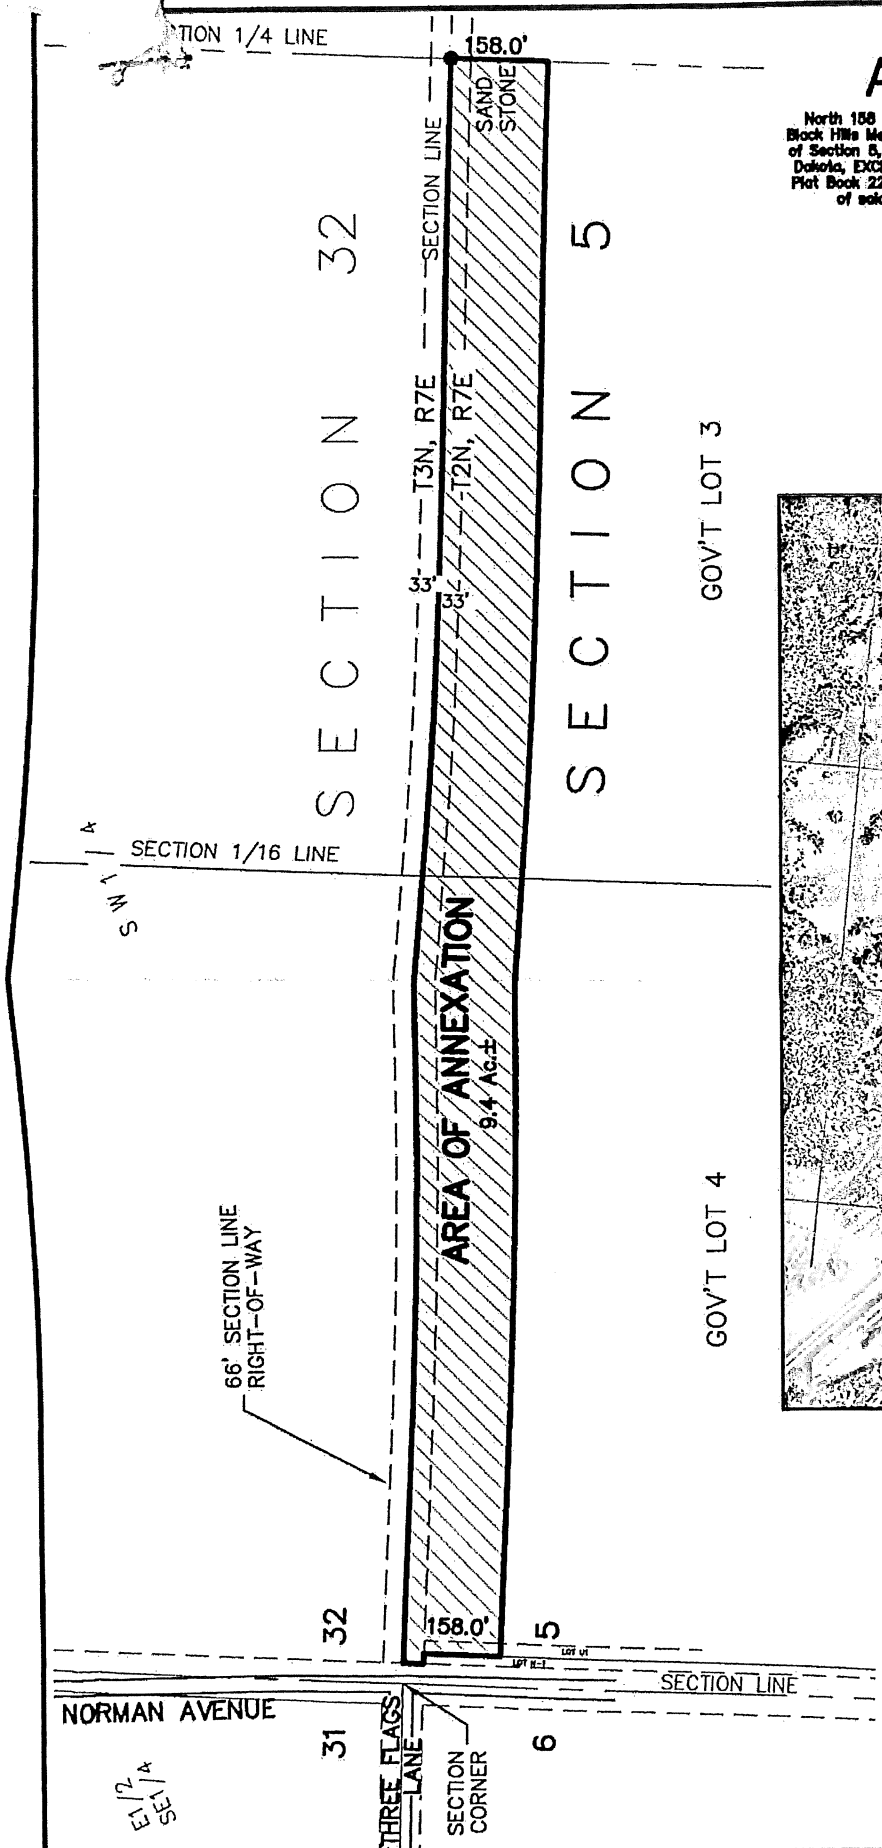 TION 1/4 LINE
158.0'
SAND
STONE
North 158
Black Hills Me
of Section 5,
Dakota, EXC
Plat Book 22
of said
SECTION LINE
SECTION 32
SECTION 5
T3N, R7E
T2N, R7E
GOV'T LOT 3
33'
33'
SECTION 1/16 LINE
SW 1/4
AREA OF ANNEXATION
9.4 Ac.±
GOV'T LOT 4
66' SECTION LINE
RIGHT-OF-WAY
32
158.0'
5
LOT H-1
SECTION LINE
NORMAN AVENUE
31
THREE FLAGS
LANE
SECTION
CORNER
6
E1/2
SE1/4